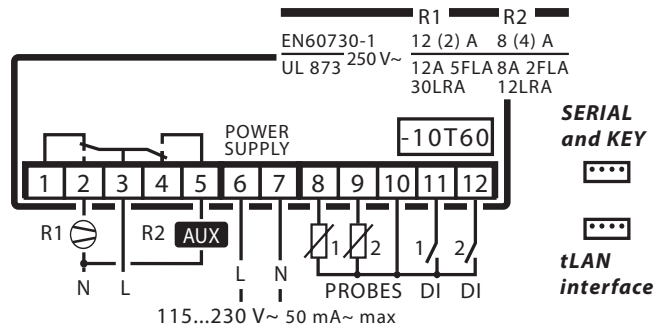 R1 R2
EN60730-1 12 (2) A 8 (4) A
250 V~
UL 873 12A 5FLA 8A 2FLA
30LRA 12LRA
SERIAL
and KEY
POWER
SUPPLY
-10T60
1 2 3 4 5 6 7 8 9 10 11 12
R1 R2 AUX 1 2 1 2
N L L N PROBES DI DI
tLAN
interface
115...230 V~ 50 mA~ max